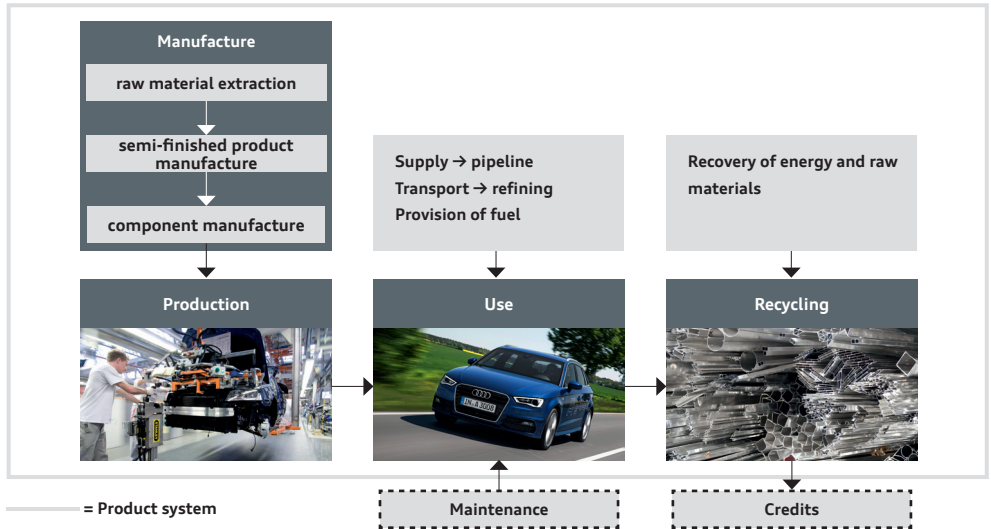 Manufacture
raw material extraction
semi-finished product
manufacture
component manufacture
Supply → pipeline
Transport → refining
Provision of fuel
Recovery of energy and raw
materials
Production
Use
Recycling
= Product system
Maintenance
Credits